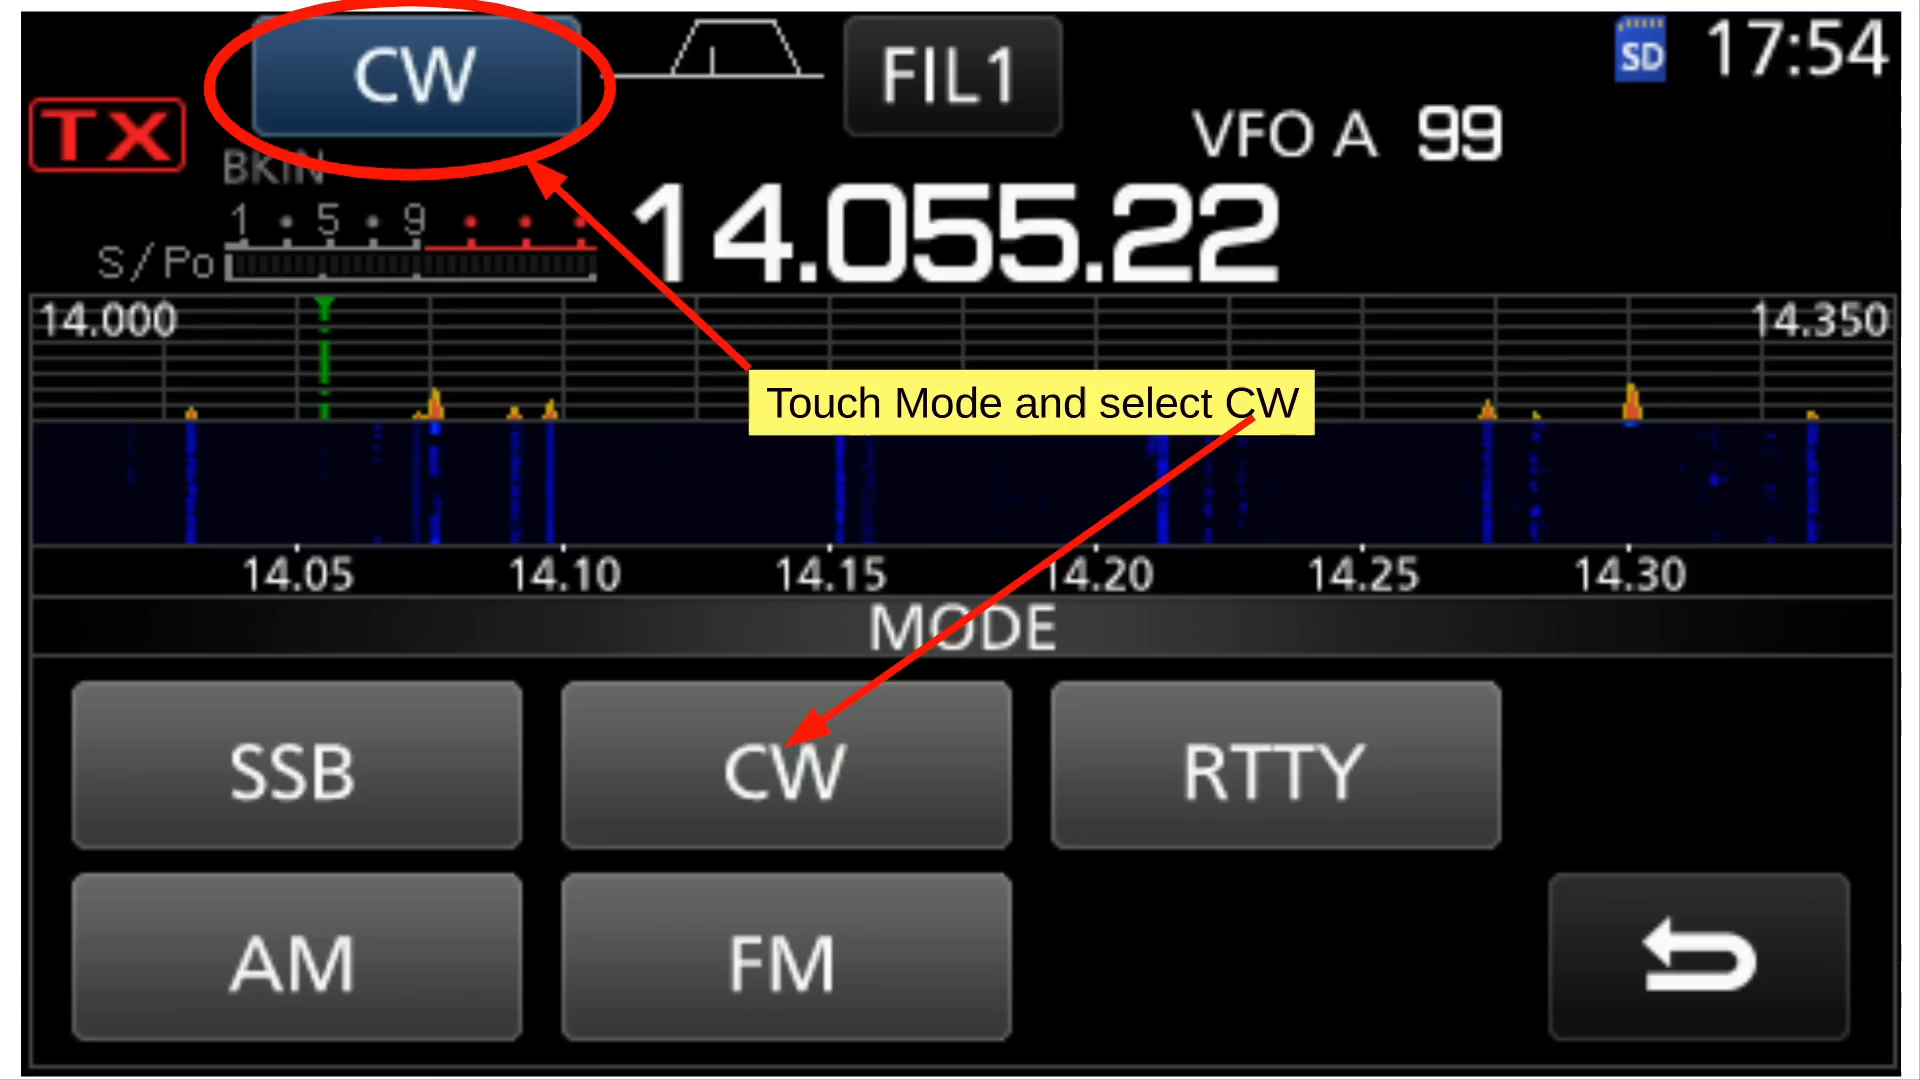 CW
FIL1
SD
17:54
TX
BKIN
VFO A 99
1 • 5 • 9
S/Po
14.055.22
14.000
14.350
Touch Mode and select CW
14.05 14.10 14.15 14.20 14.25 14.30
MODE
SSB CW RTTY
AM FM